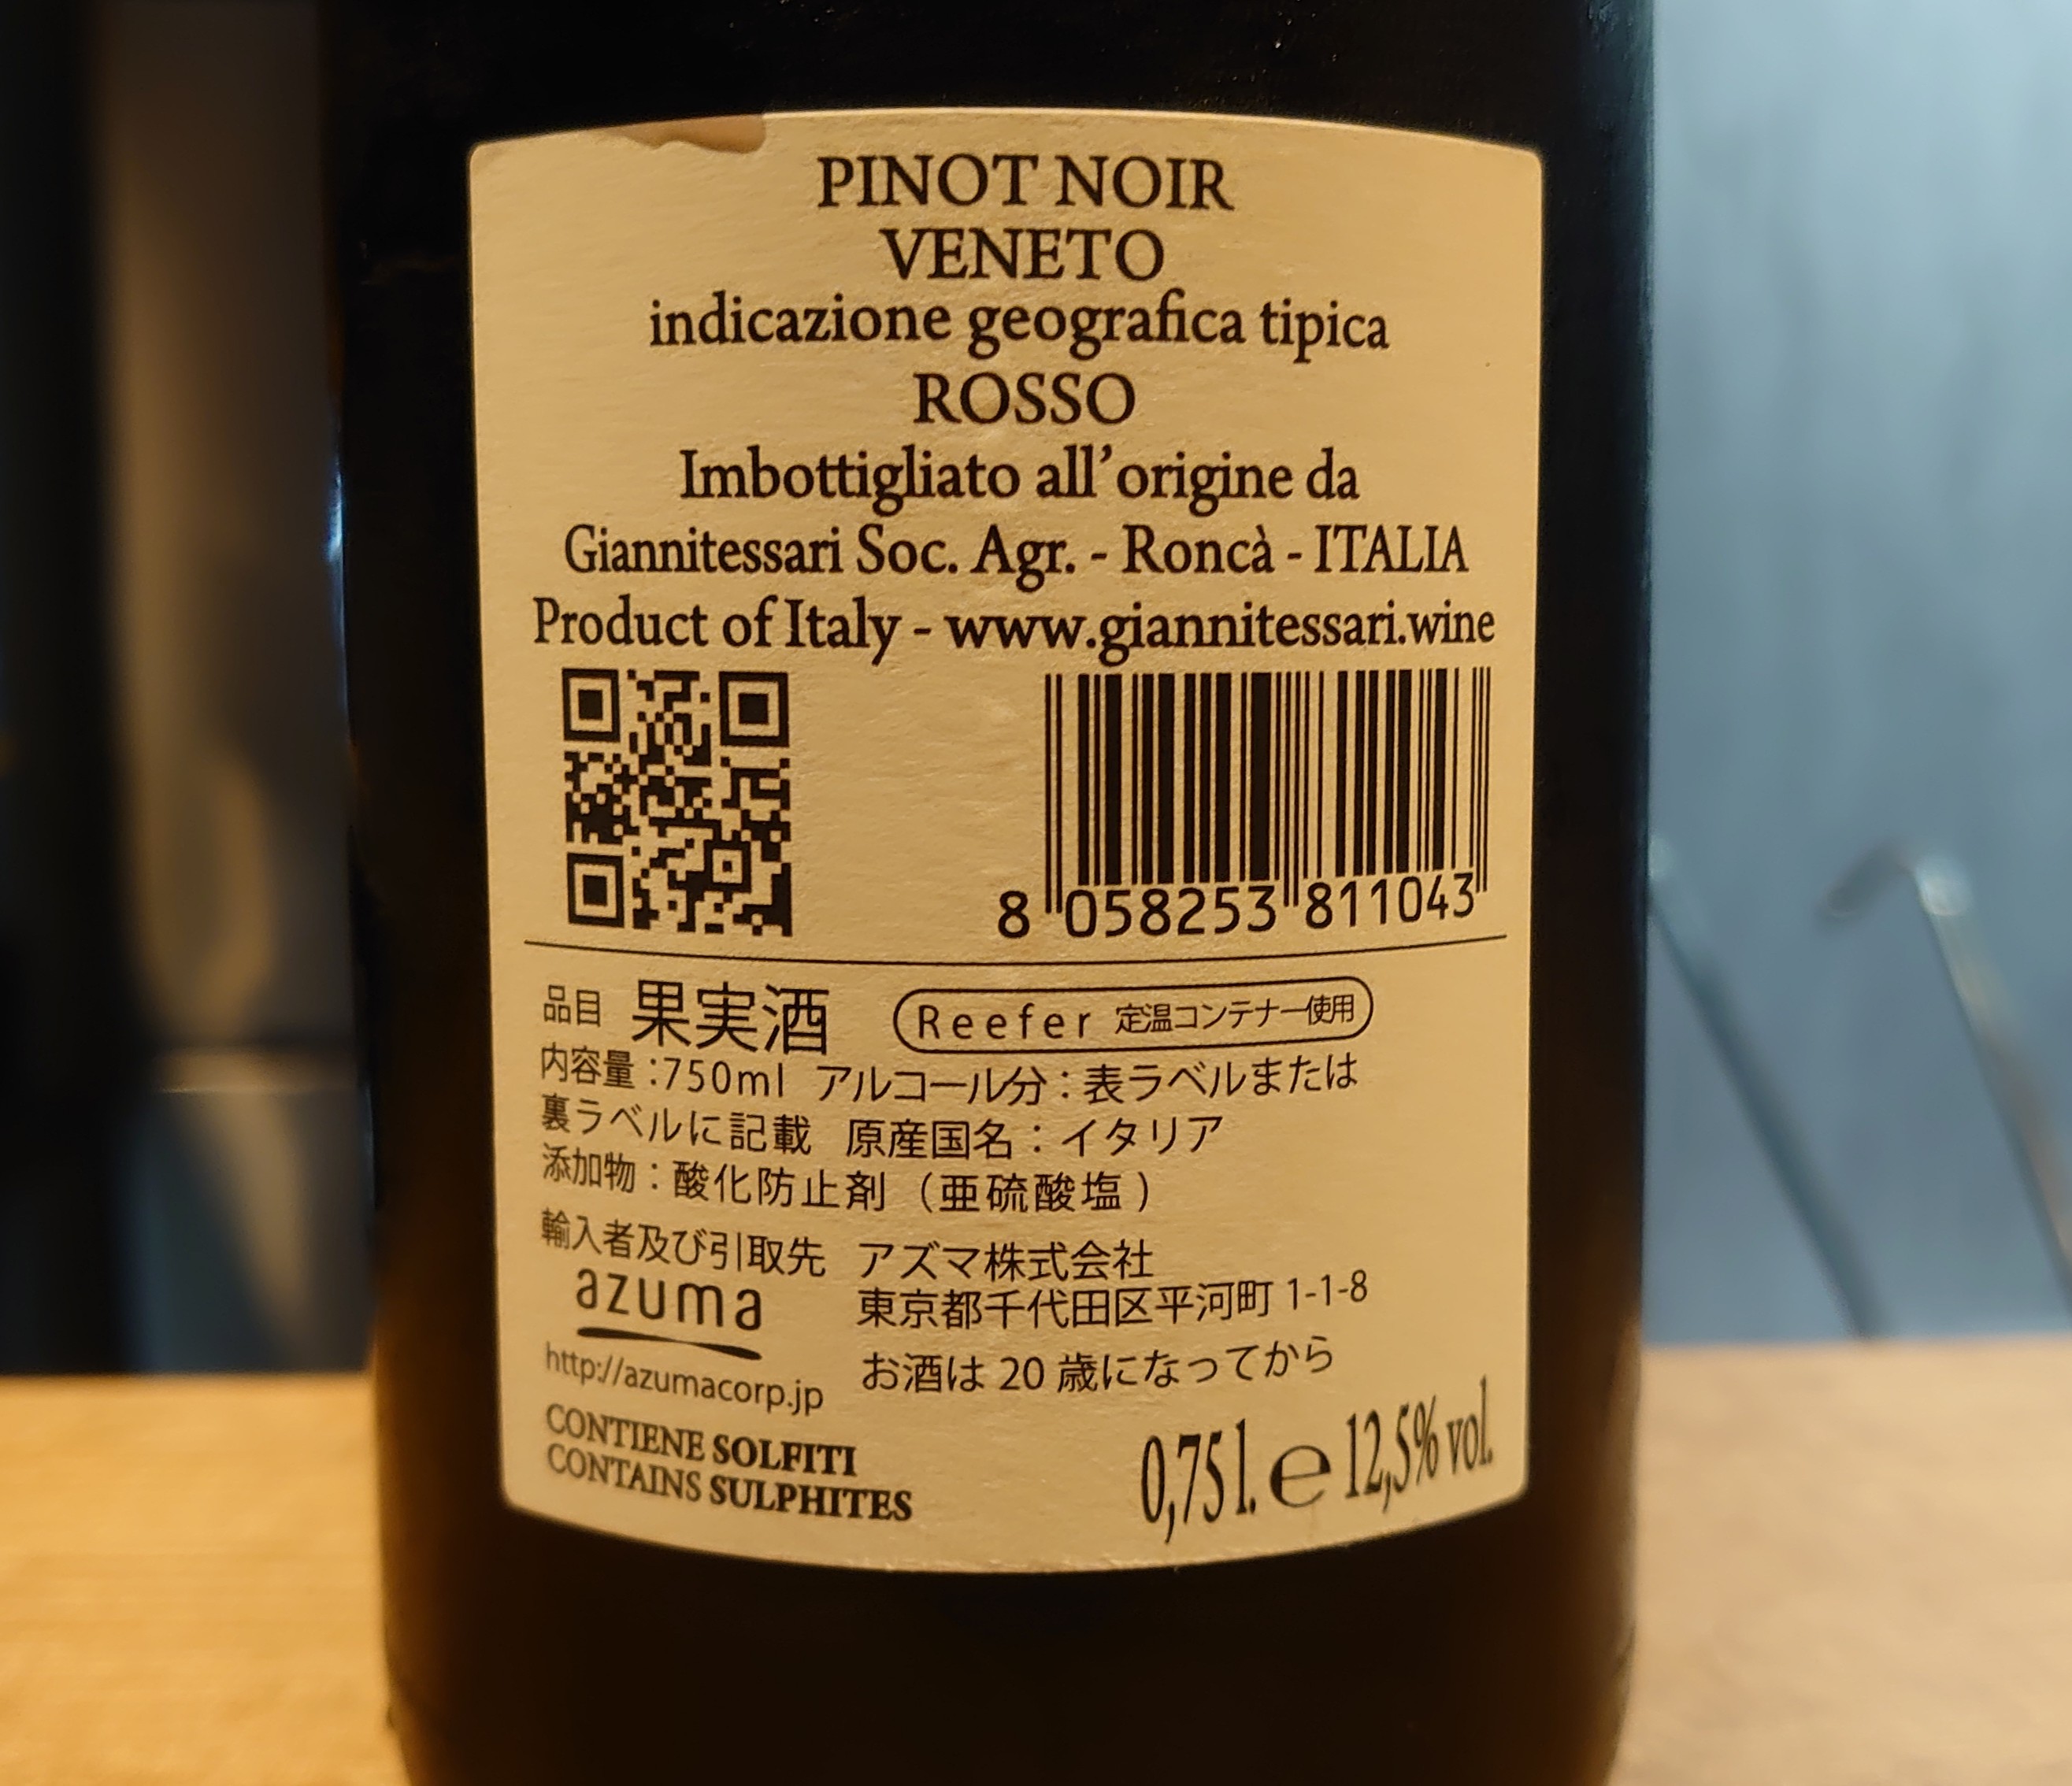 PINOT NOIR
VENETO
indicazione geografica tipica
ROSSO
Imbottigliato all'origine da
Giannitessari Soc. Agr. - Roncà - ITALIA
Product of Italy - www.giannitessari.wine
8 058253 811043
品目 果実酒 Reefer 定温コンテナー使用
内容量:750ml アルコール分:表ラベルまたは
裏ラベルに記載 原産国名:イタリア
添加物:酸化防止剤(亜硫酸塩)
輸入者及び引取先 アズマ株式会社
azuma 東京都千代田区平河町 1-1-8
http://azumacorp.jp お酒は 20 歳になってから
CONTIENE SOLFITI
CONTAINS SULPHITES
0,75 l. e 12,5% vol.